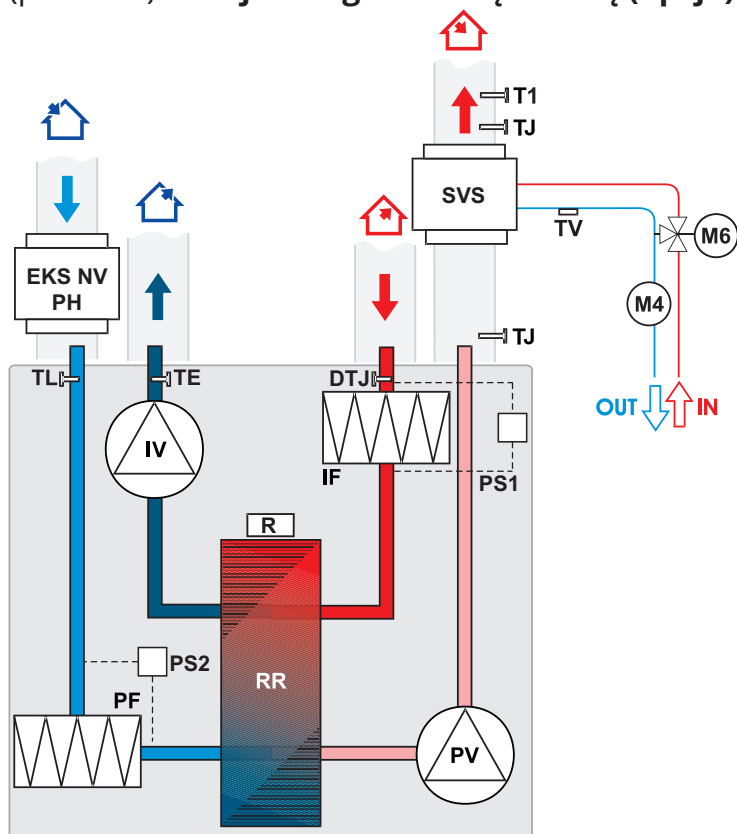 T1
TJ
SVS
TV
M6
EKS NV
PH
M4
TJ
TL
TE
DTJ
OUT
IN
IV
IF
PS1
R
PS2
RR
PF
PV